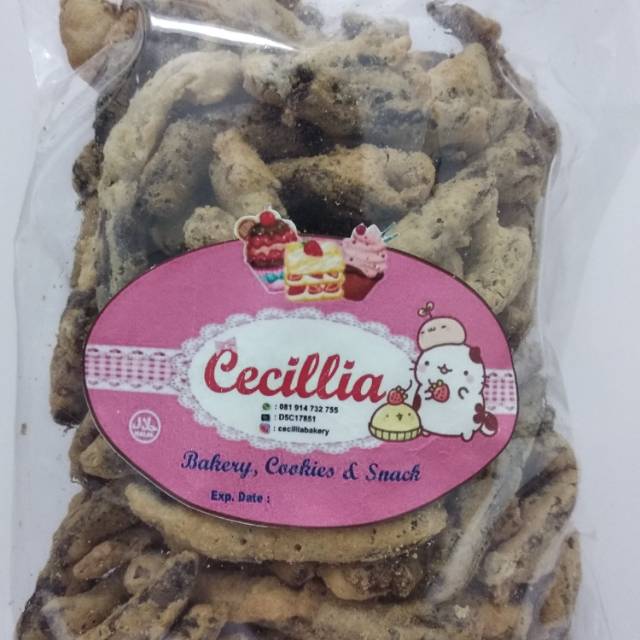 Cecillia
: 081 914 732 755
: D5C17851
: cecilliabakery
Bakery, Cookies & Snack
Exp. Date :